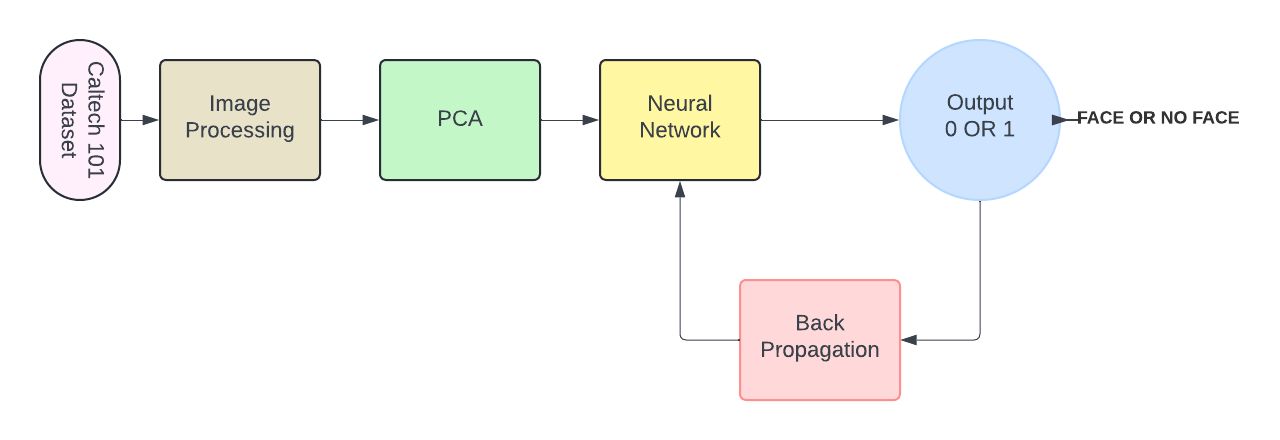 Caltech 101
Dataset
Image
Processing
PCA
Neural
Network
Output
0 OR 1
FACE OR NO FACE
Back
Propagation